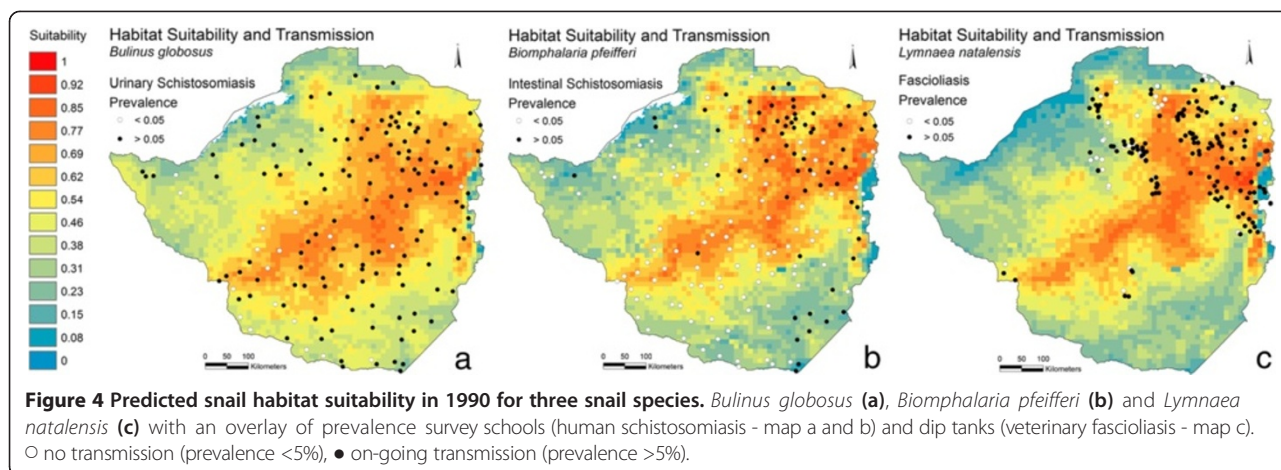 Suitability
1
0.92
0.85
0.77
0.69
0.62
0.54
0.46
0.38
0.31
0.23
0.15
0.08
0
Habitat Suitability and Transmission
Bulinus globosus
Urinary Schistosomiasis
Prevalence
○ < 0.05
● > 0.05
0 50 100
Kilometers
a
Habitat Suitability and Transmission
Biomphalaria pfeifferi
Intestinal Schistosomiasis
Prevalence
○ < 0.05
● > 0.05
0 50 100
Kilometers
b
Habitat Suitability and Transmission
Lymnaea natalensis
Fascioliasis
Prevalence
○ < 0.05
● > 0.05
0 50 100
Kilometers
c
Figure 4 Predicted snail habitat suitability in 1990 for three snail species. Bulinus globosus (a), Biomphalaria pfeifferi (b) and Lymnaea
natalensis (c) with an overlay of prevalence survey schools (human schistosomiasis - map a and b) and dip tanks (veterinary fascioliasis - map c).
○ no transmission (prevalence <5%), ● on-going transmission (prevalence >5%).